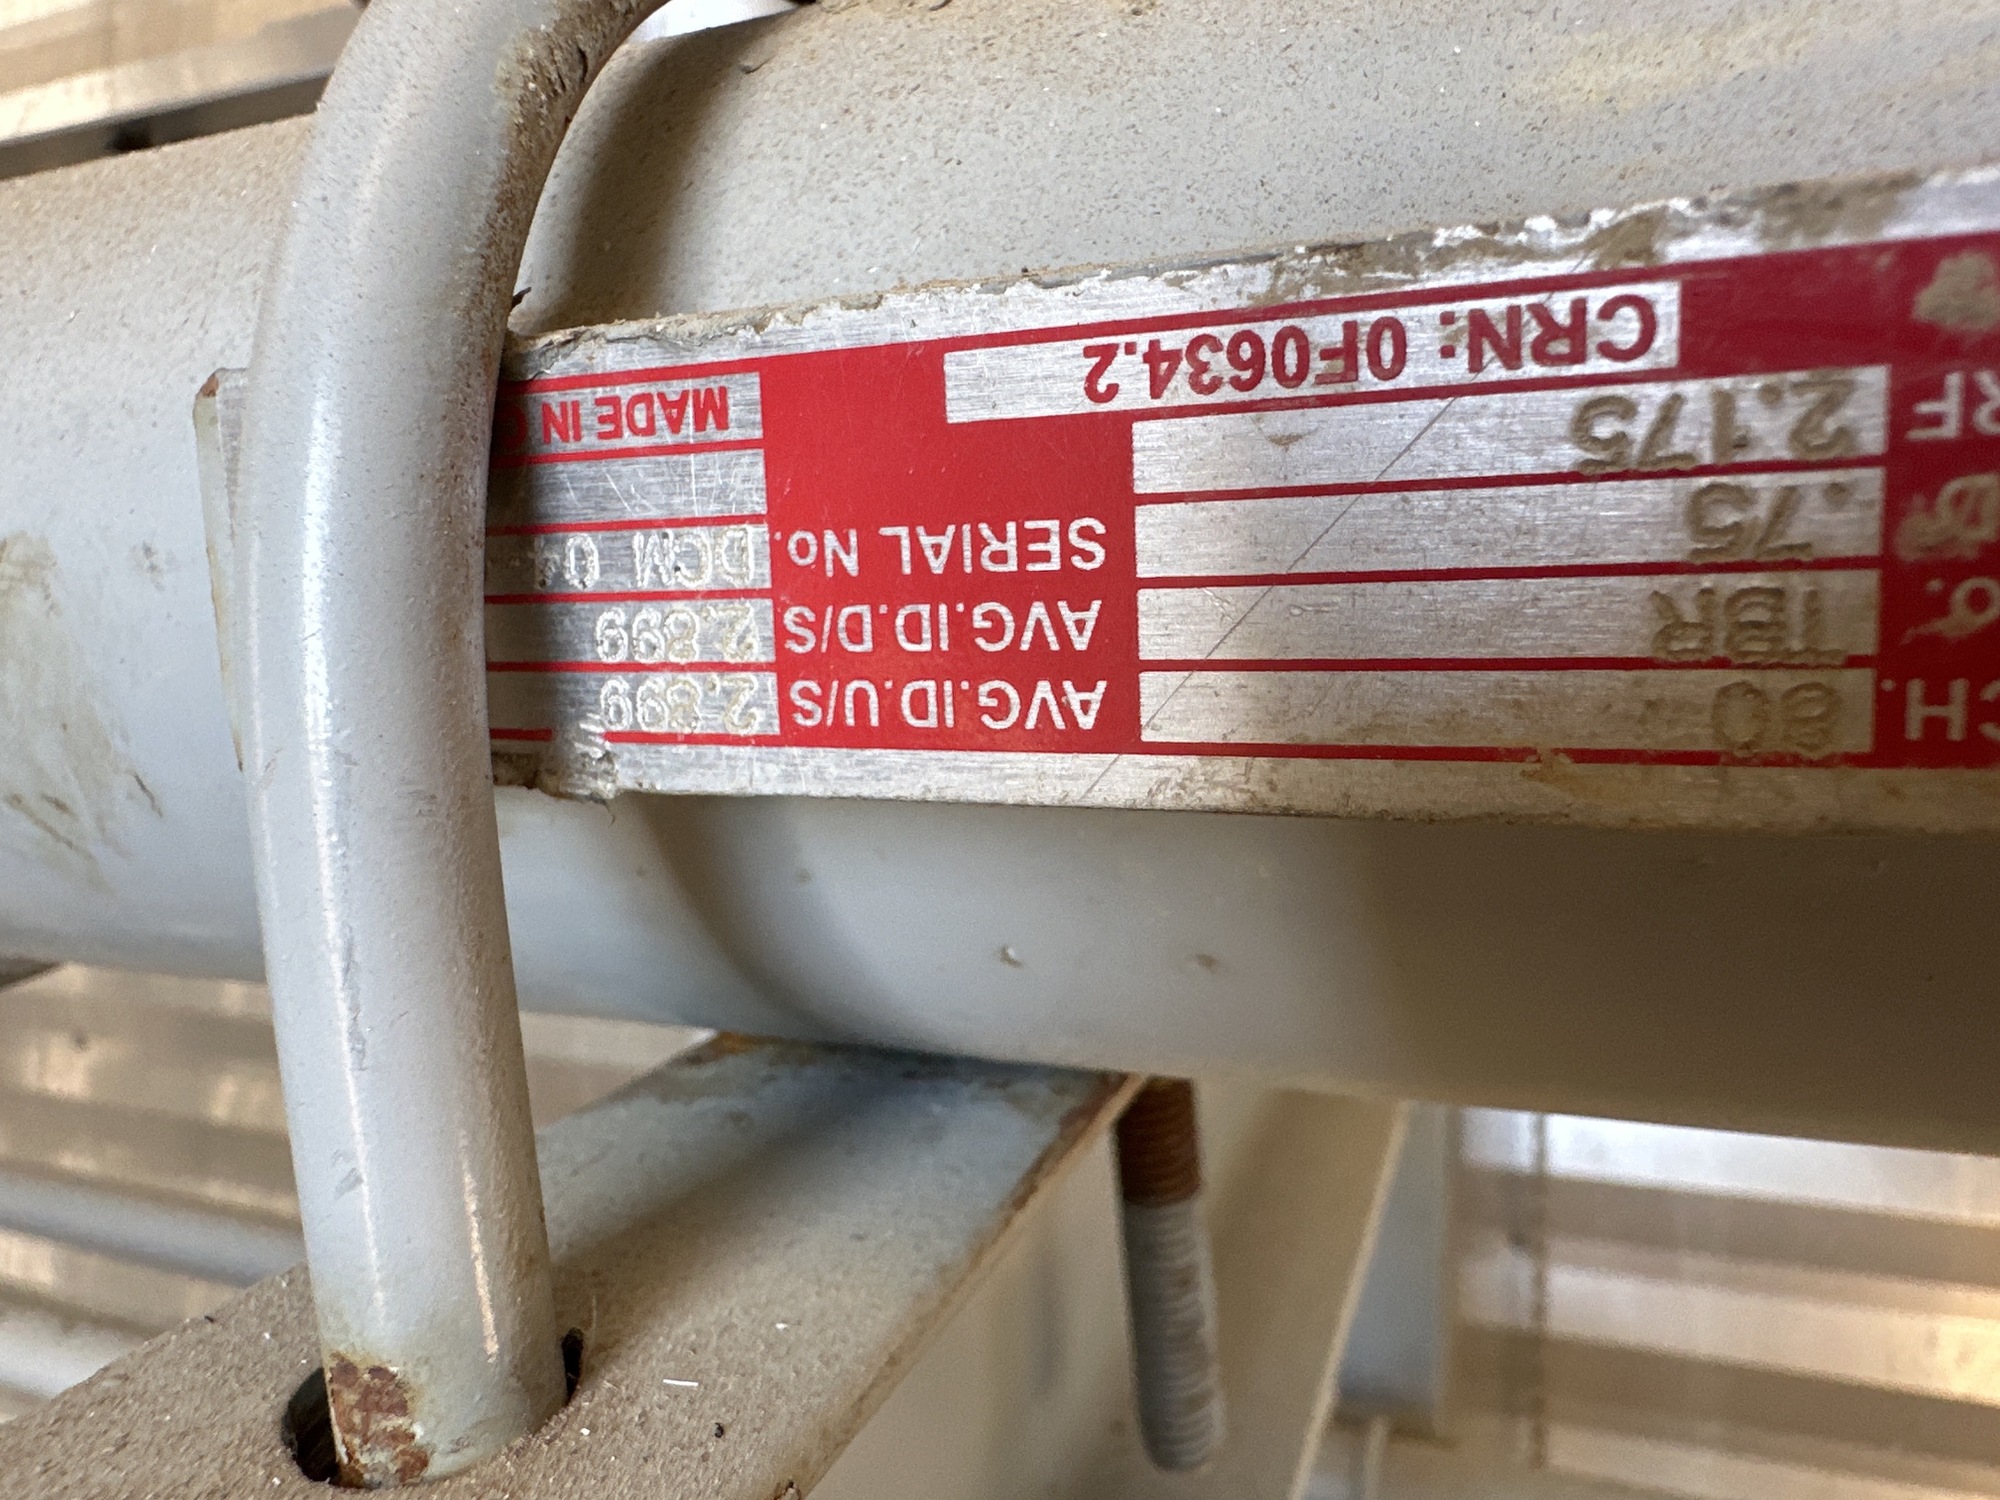 CH. 80 AVG.ID.U/S 2.899
TBR AVG.ID.D/S 2.899
.75 SERIAL No. DCM 04
RF 2.175
CRN: 0F0634.2 MADE IN